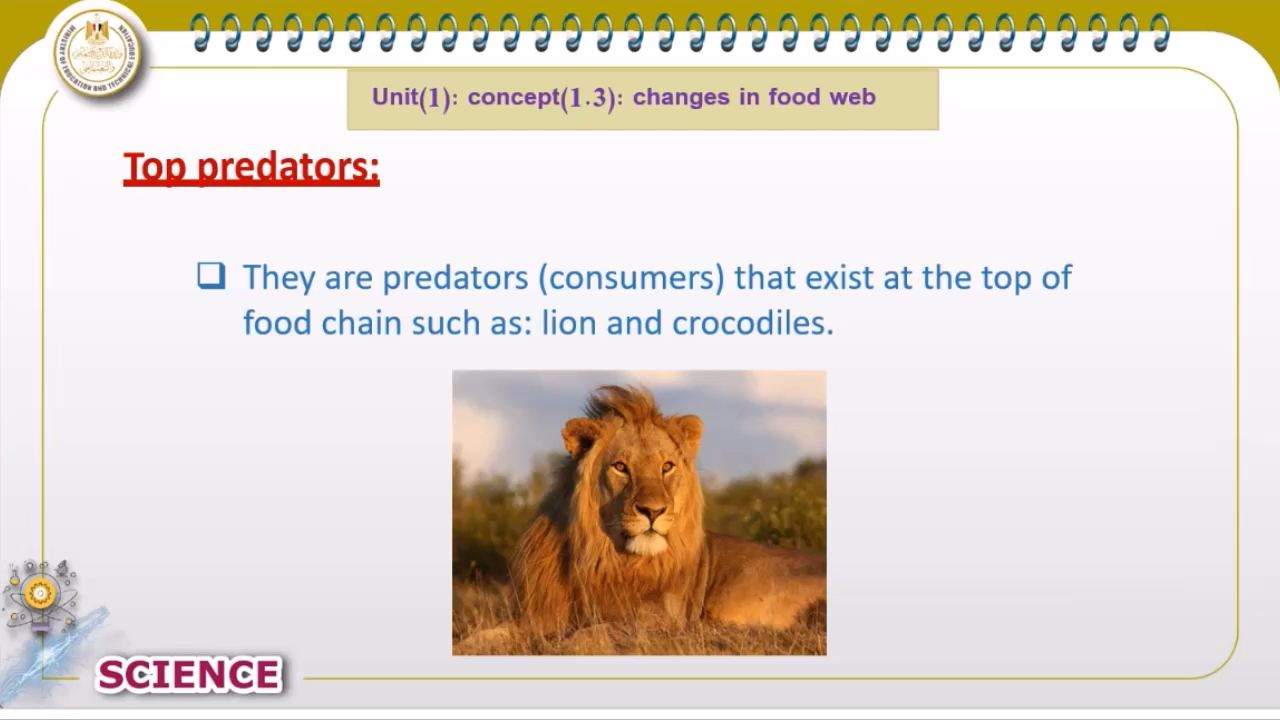 Unit(1): concept(1.3): changes in food web
Top predators:
They are predators (consumers) that exist at the top of
food chain such as: lion and crocodiles.
SCIENCE